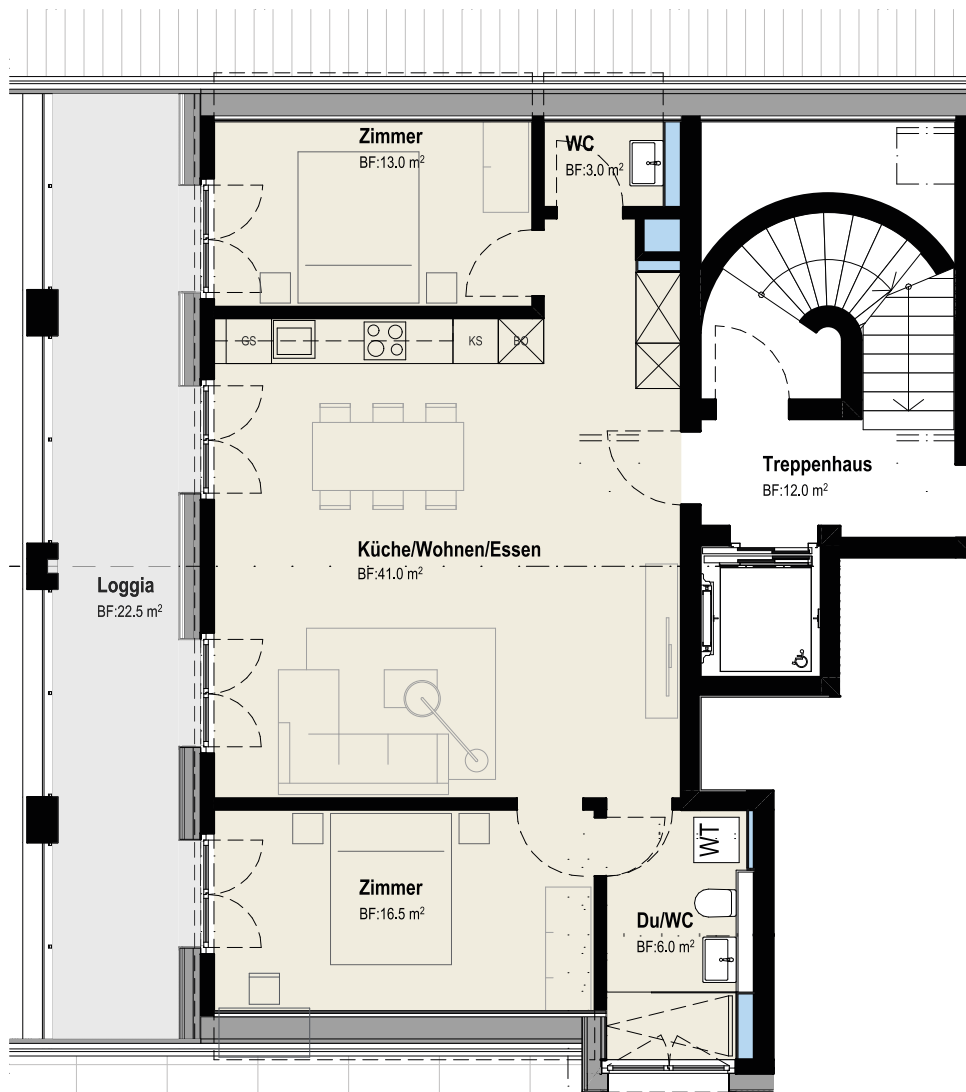 Zimmer
BF:13.0 m²
WC
BF:3.0 m²
GS
KS
BO
Treppenhaus
BF:12.0 m²
Küche/Wohnen/Essen
BF:41.0 m²
Loggia
BF:22.5 m²
WT
Zimmer
BF:16.5 m²
Du/WC
BF:6.0 m²